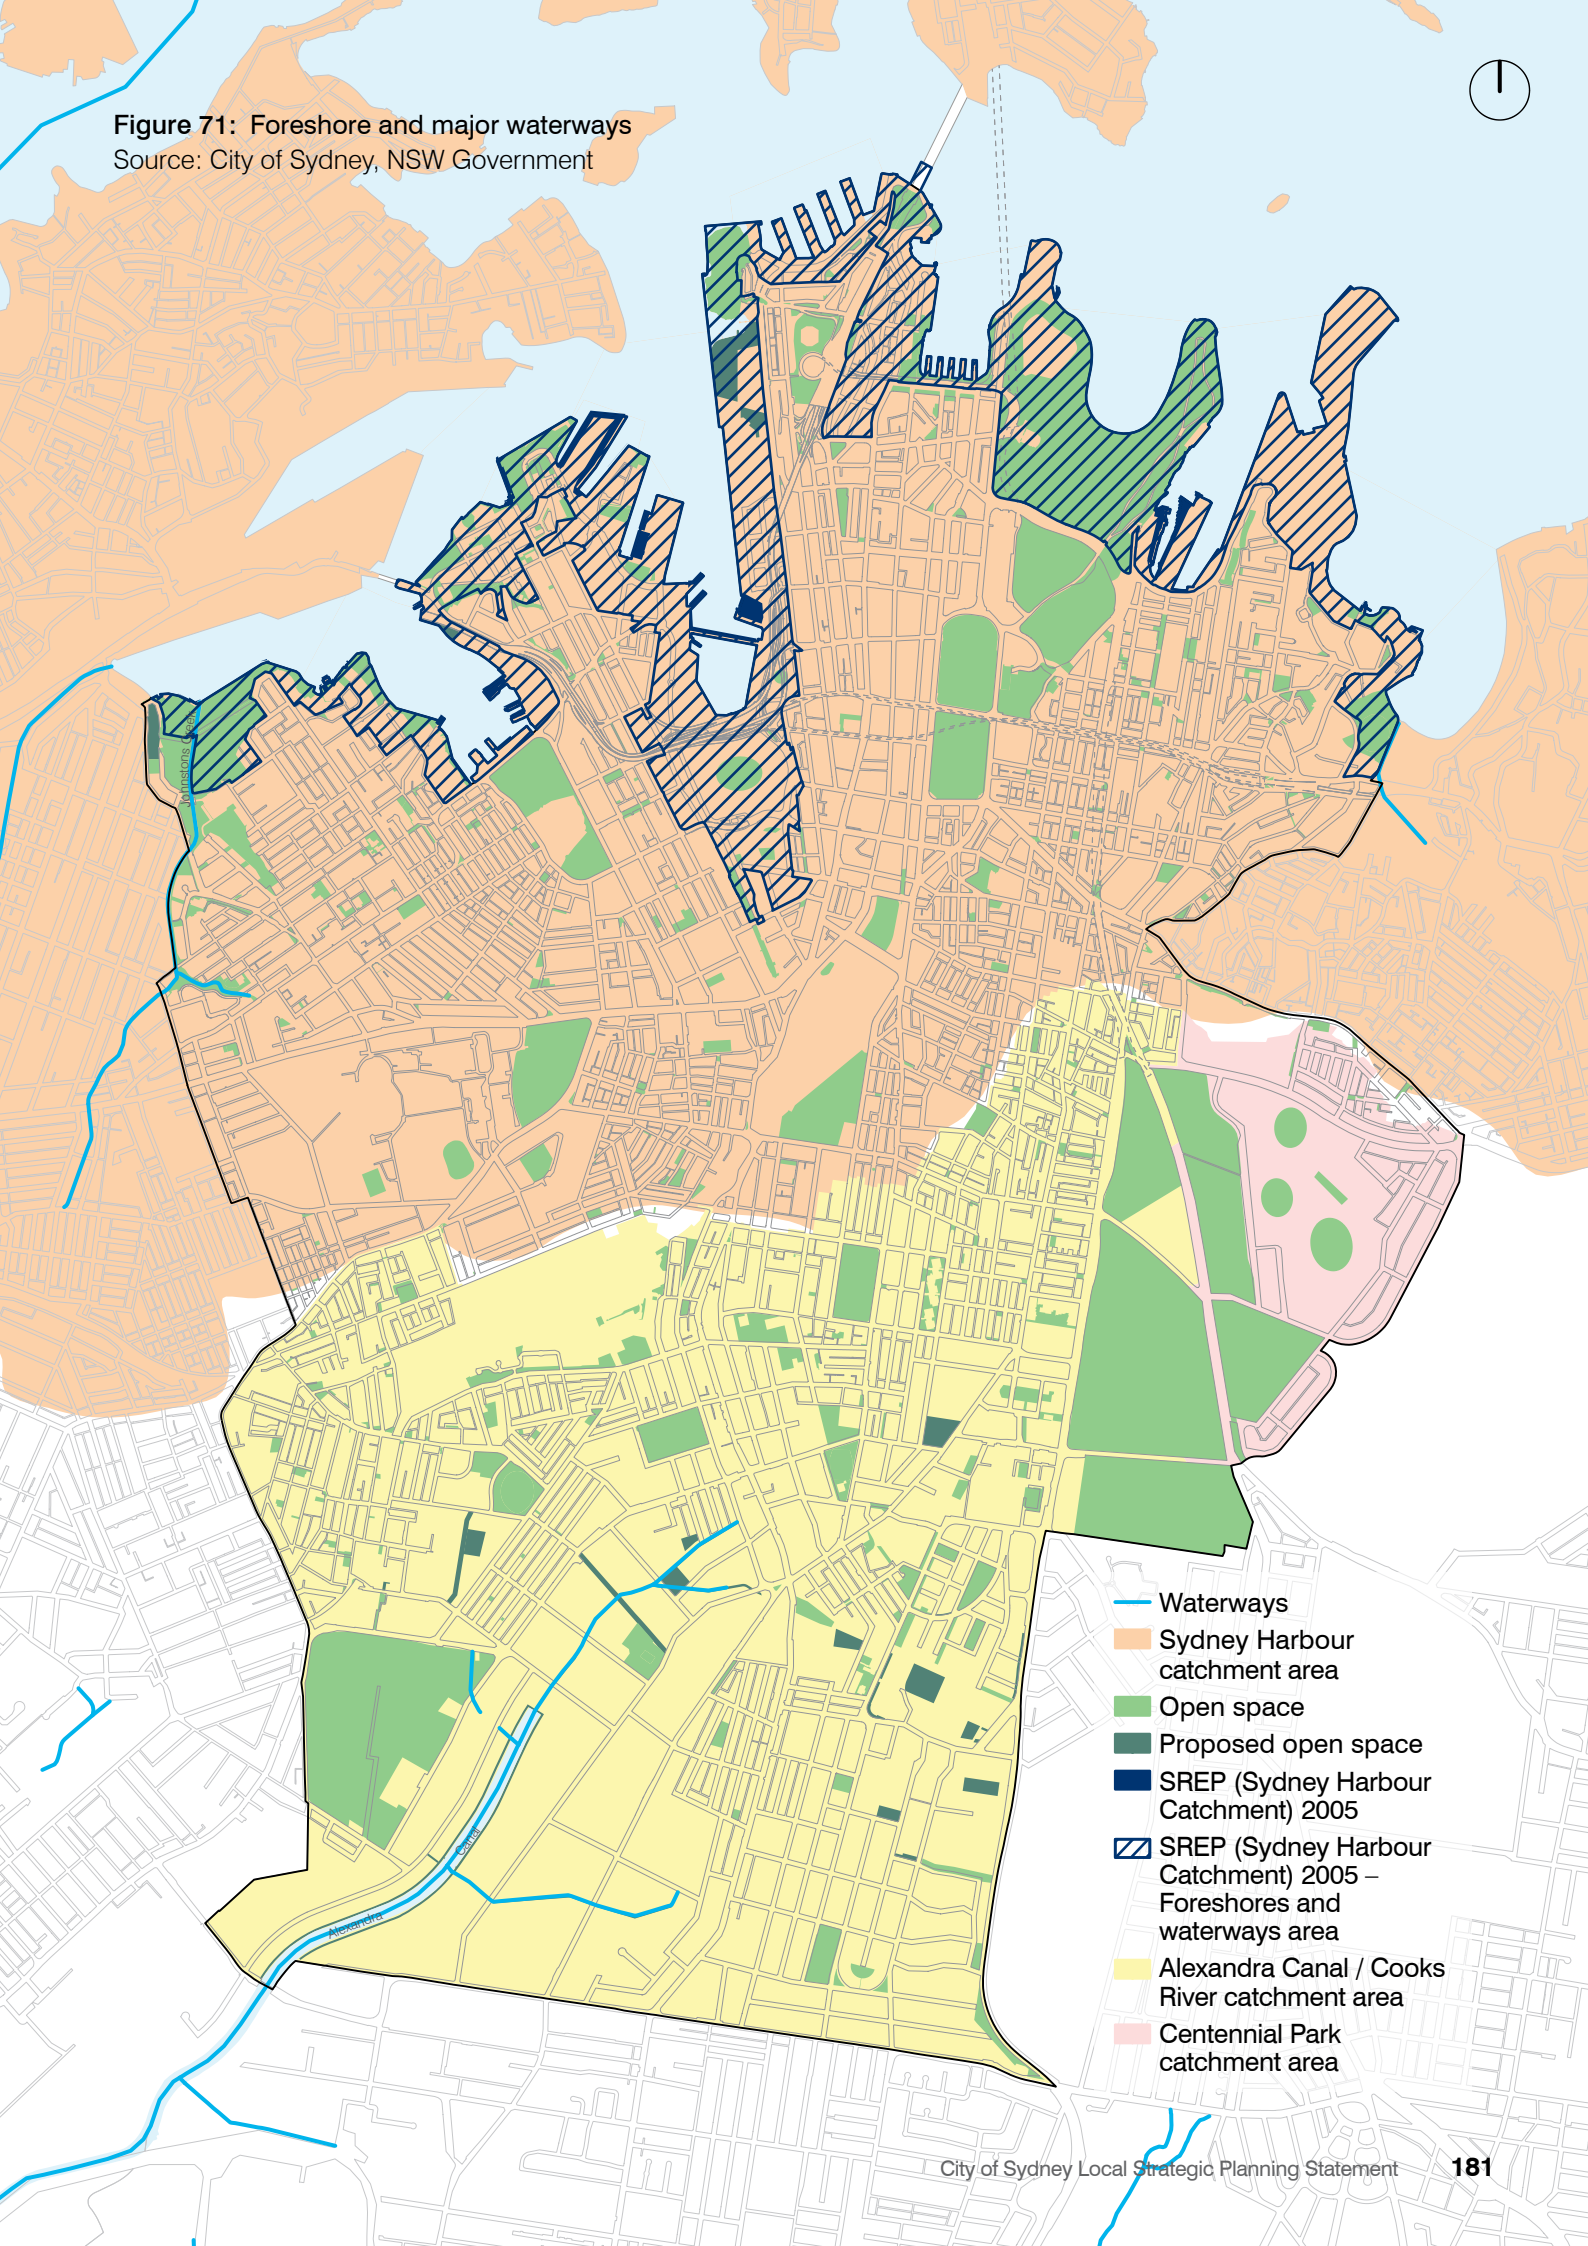 Figure 71: Foreshore and major waterways
Source: City of Sydney, NSW Government
Johnstons Creek
Canal
Alexandra
Waterways
Sydney Harbour
catchment area
Open space
Proposed open space
SREP (Sydney Harbour
Catchment) 2005
SREP (Sydney Harbour
Catchment) 2005 –
Foreshores and
waterways area
Alexandra Canal / Cooks
River catchment area
Centennial Park
catchment area
City of Sydney Local Strategic Planning Statement 181